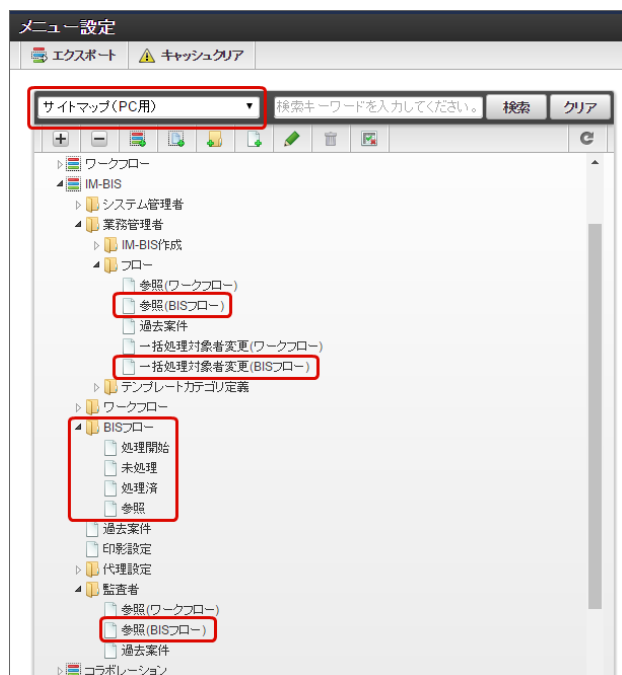 メニュー設定
エクスポート キャッシュクリア
サイトマップ(PC用) 検索キーワードを入力してください。 検索 クリア
ワークフロー
IM-BIS
システム管理者
業務管理者
IM-BIS作成
フロー
参照(ワークフロー)
参照(BISフロー)
過去案件
一括処理対象者変更(ワークフロー)
一括処理対象者変更(BISフロー)
テンプレートカテゴリ定義
ワークフロー
BISフロー
処理開始
未処理
処理済
参照
過去案件
印影設定
代理設定
監査者
参照(ワークフロー)
参照(BISフロー)
過去案件
コラボレーション